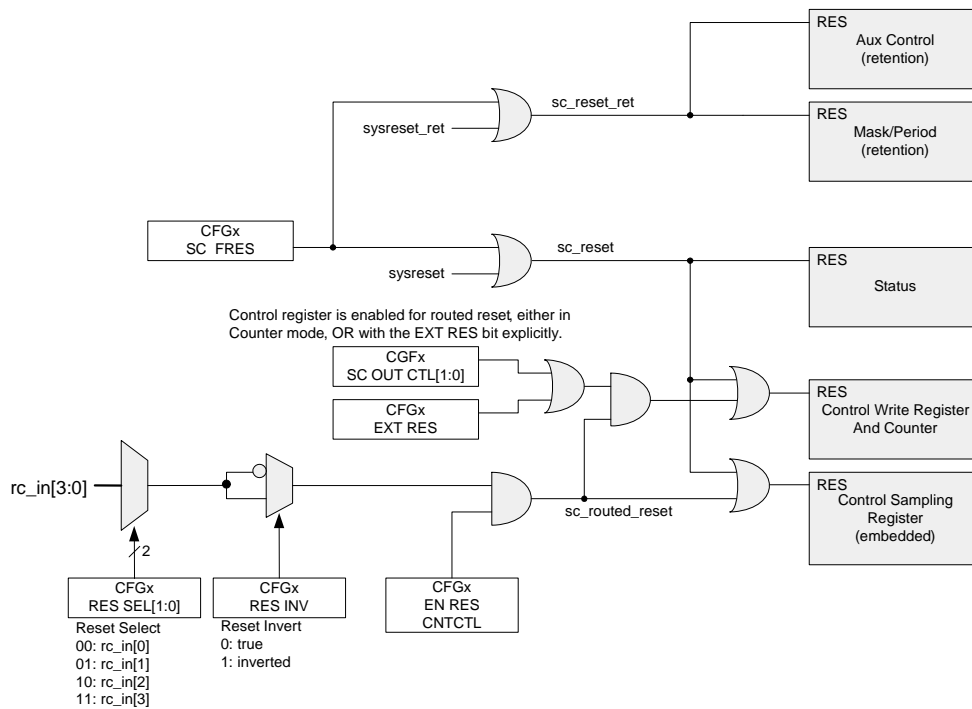 RES
Aux Control
(retention)
sc_reset_ret
RES
Mask/Period
(retention)
sysreset_ret
CFGx
SC FRES
sc_reset
RES
Status
sysreset
Control register is enabled for routed reset, either in
Counter mode, OR with the EXT RES bit explicitly.
CGFx
SC OUT CTL[1:0]
CFGx
EXT RES
RES
Control Write Register
And Counter
rc_in[3:0]
sc_routed_reset
RES
Control Sampling
Register
(embedded)
2
CFGx
RES SEL[1:0]
CFGx
RES INV
CFGx
EN RES
CNTCTL
Reset Select
00: rc_in[0]
01: rc_in[1]
10: rc_in[2]
11: rc_in[3]
Reset Invert
0: true
1: inverted